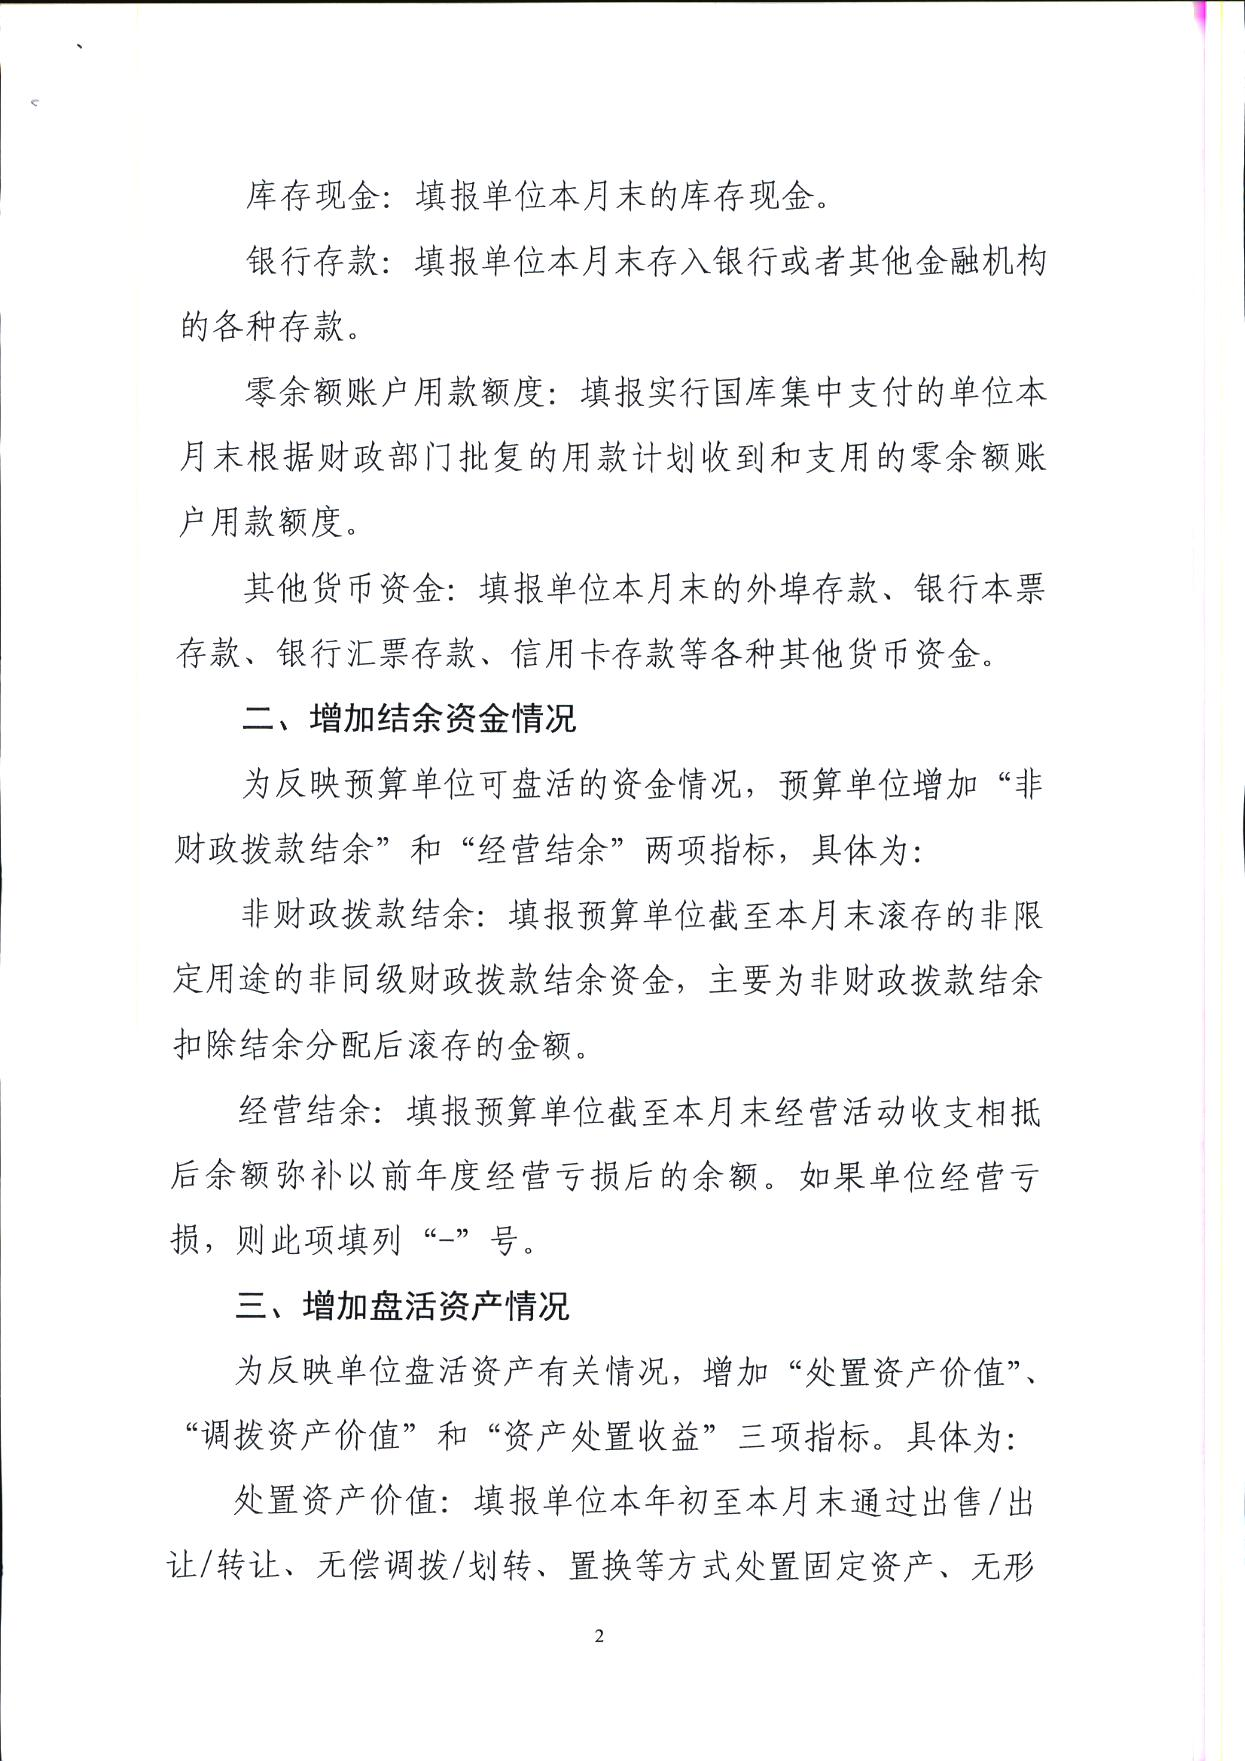 库存现金：填报单位本月末的库存现金。
银行存款：填报单位本月末存入银行或者其他金融机构
的各种存款。
零余额账户用款额度：填报实行国库集中支付的单位本
月末根据财政部门批复的用款计划收到和支用的零余额账
户用款额度。
其他货币资金：填报单位本月末的外埠存款、银行本票
存款、银行汇票存款、信用卡存款等各种其他货币资金。
二、增加结余资金情况
为反映预算单位可盘活的资金情况，预算单位增加“非
财政拨款结余”和“经营结余”两项指标，具体为：
非财政拨款结余：填报预算单位截至本月末滚存的非限
定用途的非同级财政拨款结余资金，主要为非财政拨款结余
扣除结余分配后滚存的金额。
经营结余：填报预算单位截至本月末经营活动收支相抵
后余额弥补以前年度经营亏损后的余额。如果单位经营亏
损，则此项填列“-”号。
三、增加盘活资产情况
为反映单位盘活资产有关情况，增加“处置资产价值”、
“调拨资产价值”和“资产处置收益”三项指标。具体为：
处置资产价值：填报单位本年初至本月末通过出售/出
让/转让、无偿调拨/划转、置换等方式处置固定资产、无形
2